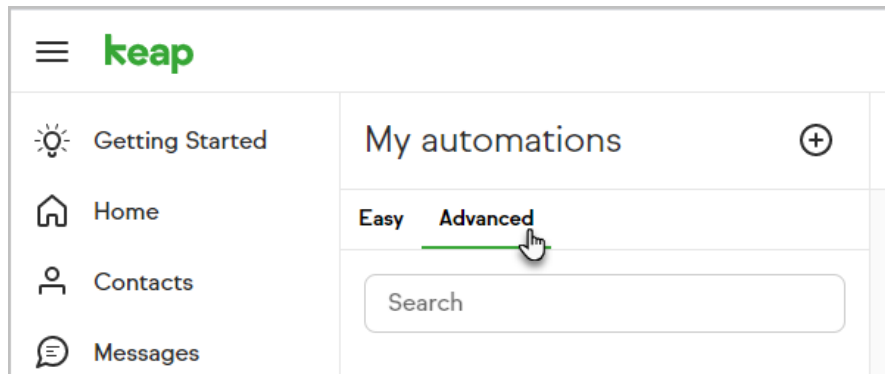 keap
Getting Started
Home
Contacts
Messages
My automations
Easy Advanced
Search